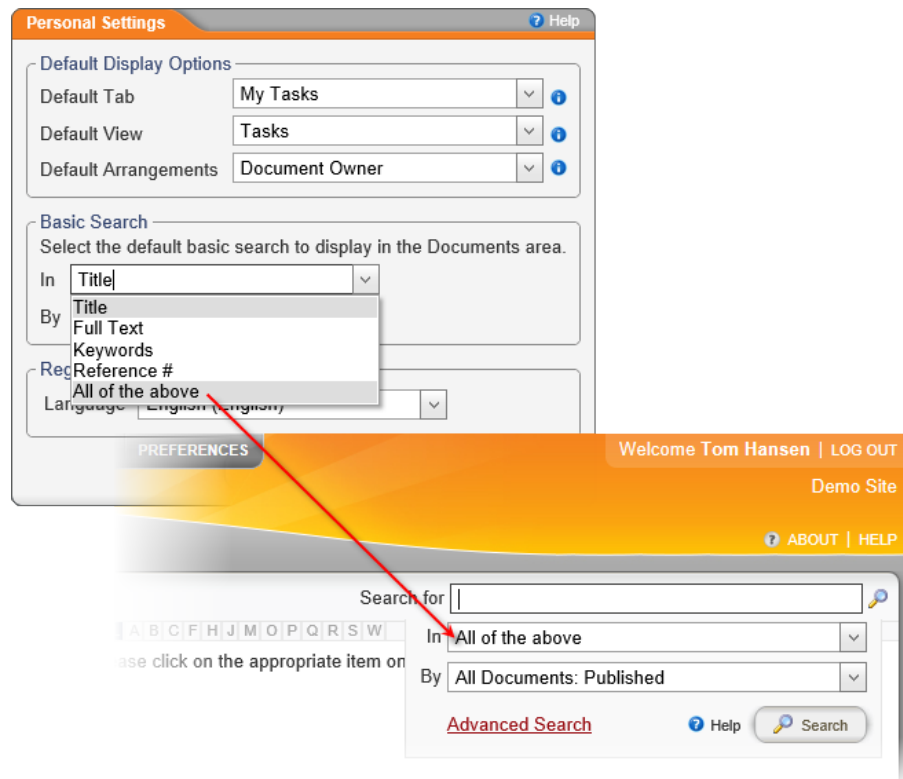 Personal Settings
Help
Default Display Options
Default Tab My Tasks
Default View Tasks
Default Arrangements Document Owner
Basic Search
Select the default basic search to display in the Documents area.
In Title
By
Title
Full Text
Keywords
Reference #
All of the above
Language English (English)
PREFERENCES
Welcome Tom Hansen | LOG OUT
Demo Site
ABOUT | HELP
Search for
A B C F H J M O P Q R S W
In All of the above
click on the appropriate item on
By All Documents: Published
Advanced Search
Help
Search